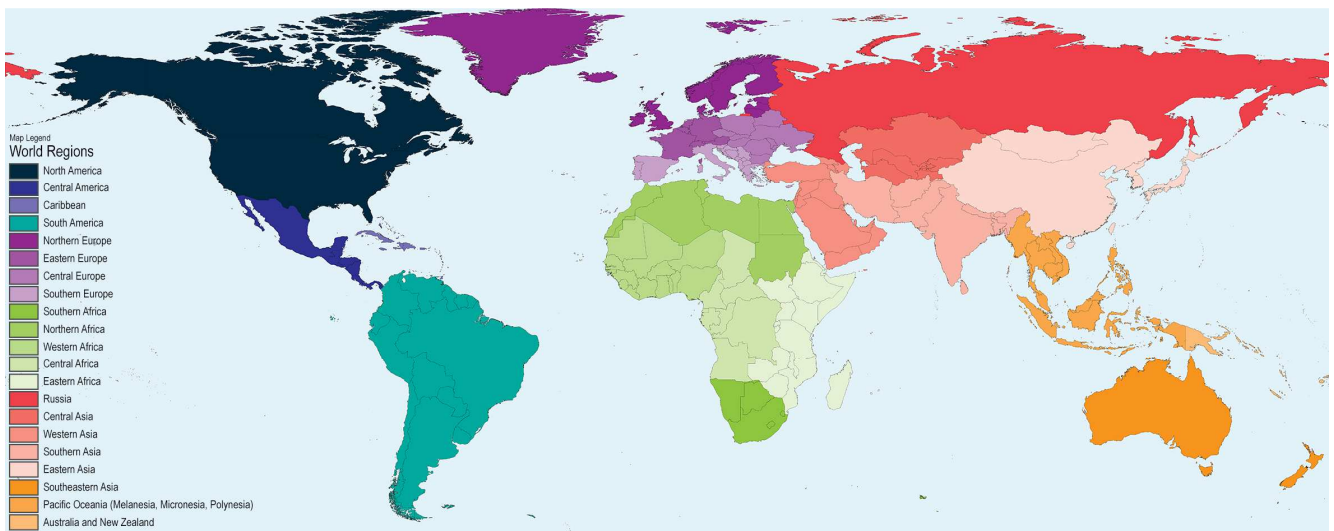 Map Legend
World Regions
North America
Central America
Caribbean
South America
Northern Europe
Eastern Europe
Central Europe
Southern Europe
Southern Africa
Northern Africa
Western Africa
Central Africa
Eastern Africa
Russia
Central Asia
Western Asia
Southern Asia
Eastern Asia
Southeastern Asia
Pacific Oceania (Melanesia, Micronesia, Polynesia)
Australia and New Zealand